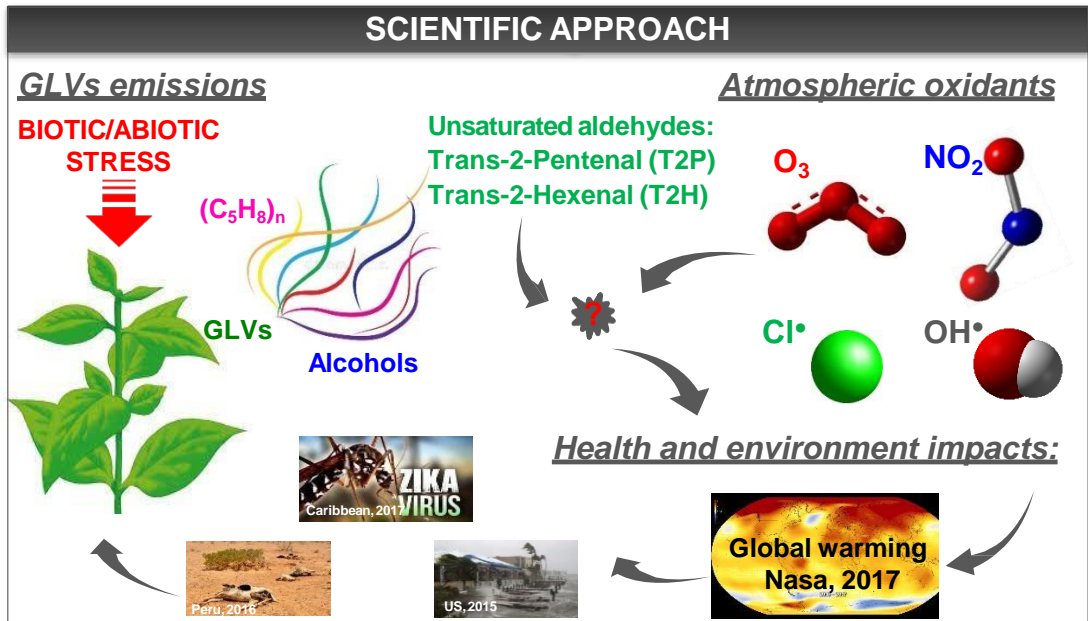 SCIENTIFIC APPROACH
GLVs emissions
Atmospheric oxidants
BIOTIC/ABIOTIC
STRESS
(C₅H₈)ₙ
GLVs
Alcohols
Unsaturated aldehydes:
Trans-2-Pentenal (T2P)
Trans-2-Hexenal (T2H)
?
O₃
NO₂
Cl•
OH•
Health and environment impacts:
ZIKA
VIRUS
Caribbean, 2017
Peru, 2016
US, 2015
Global warming
Nasa, 2017